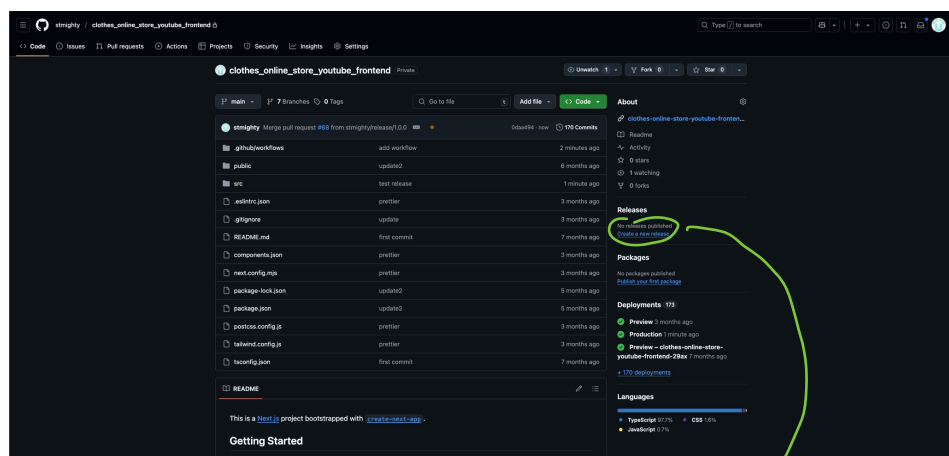 stmighty / clothes_online_store_youtube_frontend
Type / to search
Code Issues Pull requests Actions Projects Security Insights Settings
clothes_online_store_youtube_frontend Private
Unwatch 1 Fork 0 Star 0
main 7 Branches 0 Tags Go to file t Add file Code
stmighty Merge pull request #68 from stmighty/release/1.0.0 0daa494 · now 170 Commits
.github/workflows add workflow 2 minutes ago
public update2 6 months ago
src test release 1 minute ago
.eslintrc.json prettier 3 months ago
.gitignore update 3 months ago
README.md first commit 7 months ago
components.json prettier 3 months ago
next.config.mjs prettier 3 months ago
package-lock.json update2 5 months ago
package.json update2 5 months ago
postcss.config.js prettier 3 months ago
tailwind.config.js prettier 3 months ago
tsconfig.json first commit 7 months ago
README
This is a Next.js project bootstrapped with create-next-app.
Getting Started
About
clothes-online-store-youtube-fronten...
Readme
Activity
0 stars
1 watching
0 forks
Releases
No releases published
Create a new release
Packages
No packages published
Publish your first package
Deployments 173
Preview 3 months ago
Production 1 minute ago
Preview – clothes-online-store-
youtube-frontend-29ax 7 months ago
+ 170 deployments
Languages
TypeScript 97.7% CSS 1.6%
JavaScript 0.7%